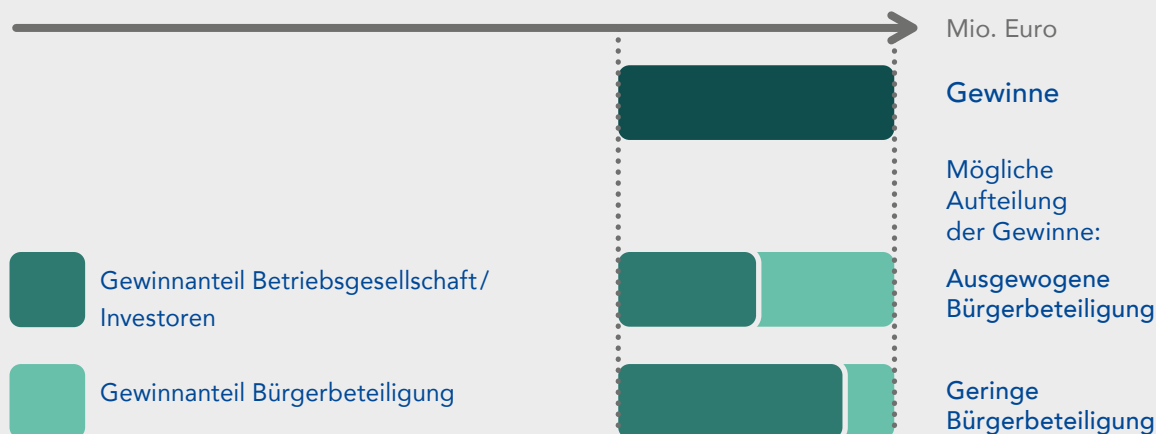 Mio. Euro
Gewinne
Mögliche
Aufteilung
der Gewinne:
Gewinnanteil Betriebsgesellschaft/
Investoren
Ausgewogene
Bürgerbeteiligung
Gewinnanteil Bürgerbeteiligung
Geringe
Bürgerbeteiligung